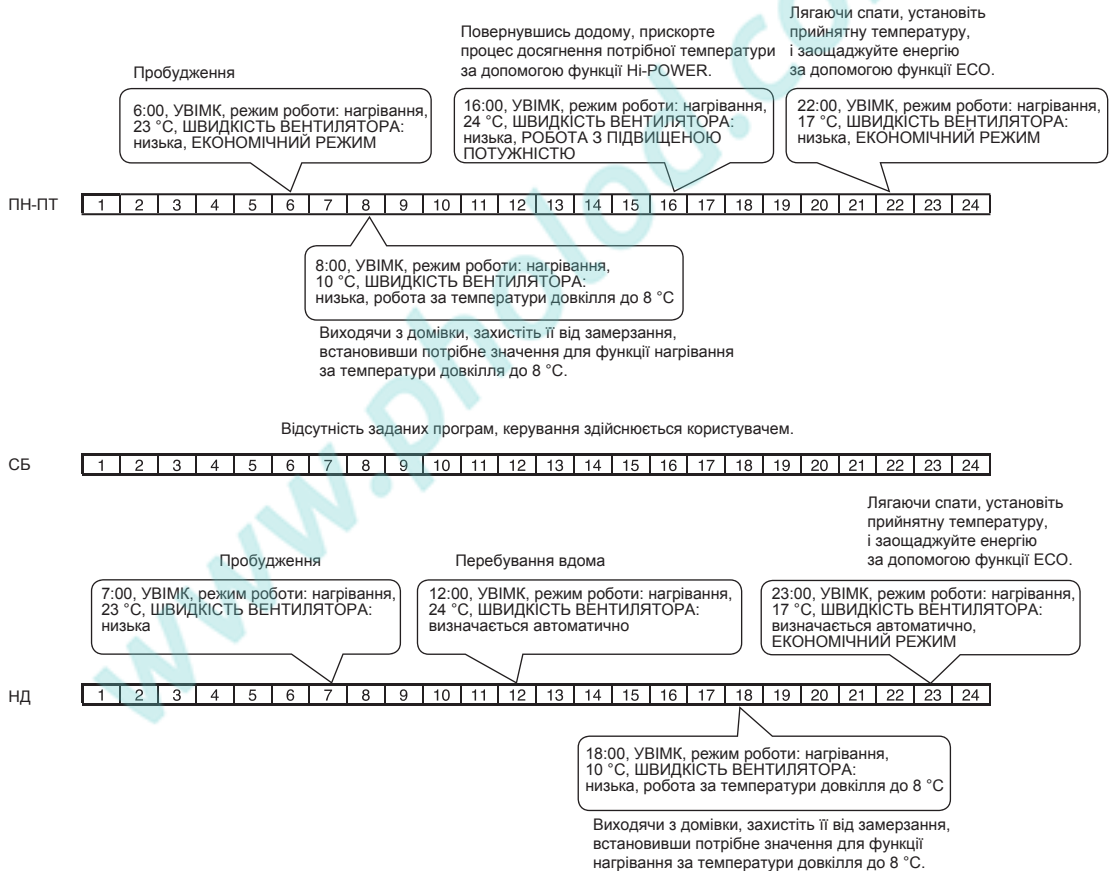 Пробудження
6:00, УВІМК, режим роботи: нагрівання,
23 °C, ШВИДКІСТЬ ВЕНТИЛЯТОРА:
низька, ЕКОНОМІЧНИЙ РЕЖИМ
Повернувшись додому, прискорте
процес досягнення потрібної температури
за допомогою функції Hi-POWER.
16:00, УВІМК, режим роботи: нагрівання,
24 °C, ШВИДКІСТЬ ВЕНТИЛЯТОРА:
низька, РОБОТА З ПІДВИЩЕНОЮ
ПОТУЖНІСТЮ
Лягаючи спати, установіть
прийнятну температуру,
і заощаджуйте енергію
за допомогою функції ECO.
22:00, УВІМК, режим роботи: нагрівання,
17 °C, ШВИДКІСТЬ ВЕНТИЛЯТОРА:
низька, ЕКОНОМІЧНИЙ РЕЖИМ
ПН-ПТ 1 2 3 4 5 6 7 8 9 10 11 12 13 14 15 16 17 18 19 20 21 22 23 24
8:00, УВІМК, режим роботи: нагрівання,
10 °C, ШВИДКІСТЬ ВЕНТИЛЯТОРА:
низька, робота за температури довкілля до 8 °C
Виходячи з домівки, захистіть її від замерзання,
встановивши потрібне значення для функції нагрівання
за температури довкілля до 8 °C.
Відсутність заданих програм, керування здійснюється користувачем.
СБ 1 2 3 4 5 6 7 8 9 10 11 12 13 14 15 16 17 18 19 20 21 22 23 24
Пробудження
7:00, УВІМК, режим роботи: нагрівання,
23 °C, ШВИДКІСТЬ ВЕНТИЛЯТОРА:
низька
Перебування вдома
12:00, УВІМК, режим роботи: нагрівання,
24 °C, ШВИДКІСТЬ ВЕНТИЛЯТОРА:
визначається автоматично
Лягаючи спати, установіть
прийнятну температуру,
і заощаджуйте енергію
за допомогою функції ECO.
23:00, УВІМК, режим роботи: нагрівання,
17 °C, ШВИДКІСТЬ ВЕНТИЛЯТОРА:
визначається автоматично,
ЕКОНОМІЧНИЙ РЕЖИМ
НД 1 2 3 4 5 6 7 8 9 10 11 12 13 14 15 16 17 18 19 20 21 22 23 24
18:00, УВІМК, режим роботи: нагрівання,
10 °C, ШВИДКІСТЬ ВЕНТИЛЯТОРА:
низька, робота за температури довкілля до 8 °C
Виходячи з домівки, захистіть її від замерзання,
встановивши потрібне значення для функції
нагрівання за температури довкілля до 8 °C.
www.pholod.co